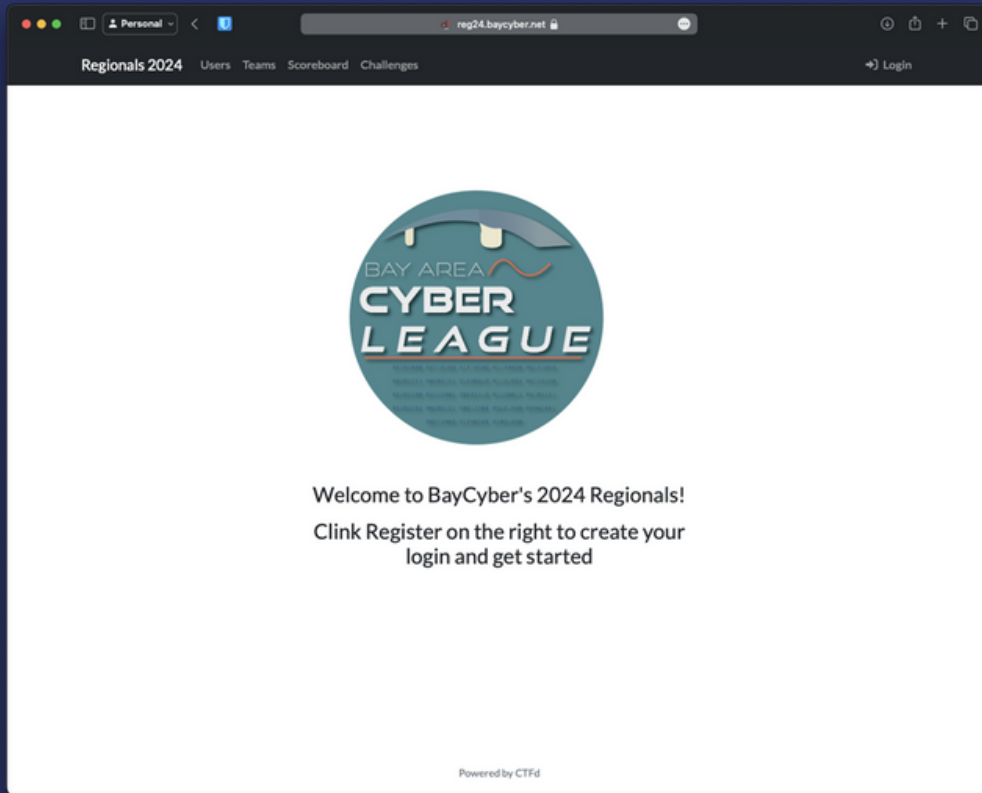 Personal
reg24.baycyber.net
Regionals 2024 Users Teams Scoreboard Challenges Login
BAY AREA
CYBER
LEAGUE
Welcome to BayCyber's 2024 Regionals!
Clink Register on the right to create your
login and get started
Powered by CTFd